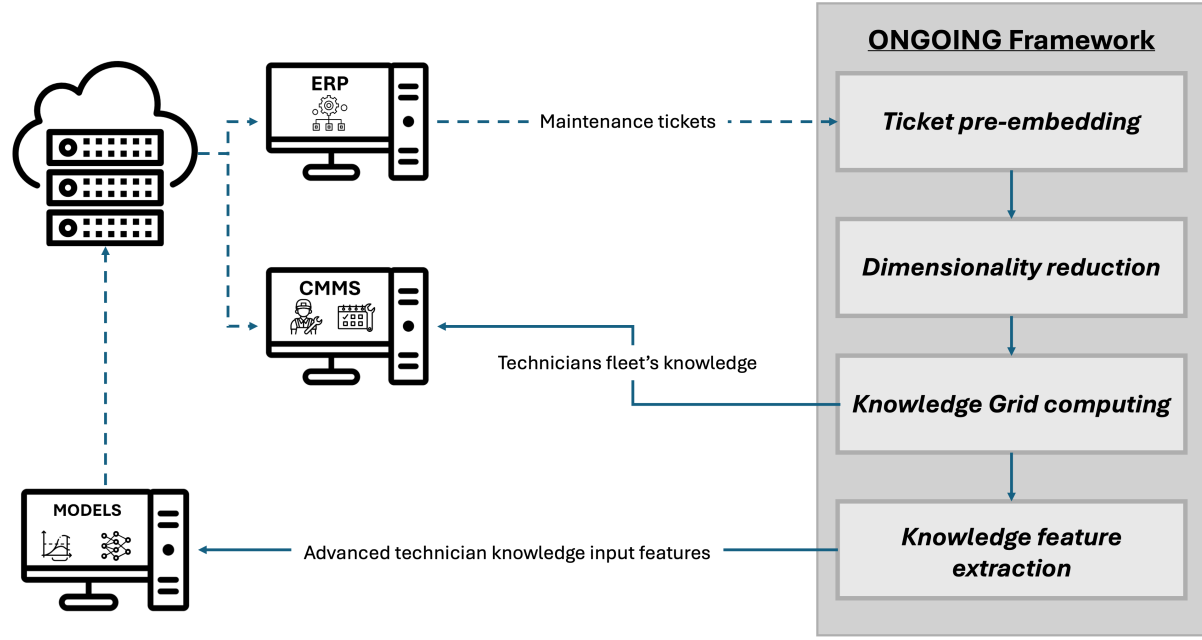 ONGOING Framework
ERP
Maintenance tickets
Ticket pre-embedding
Dimensionality reduction
CMMS
Technicians fleet's knowledge
Knowledge Grid computing
MODELS
Advanced technician knowledge input features
Knowledge feature
extraction